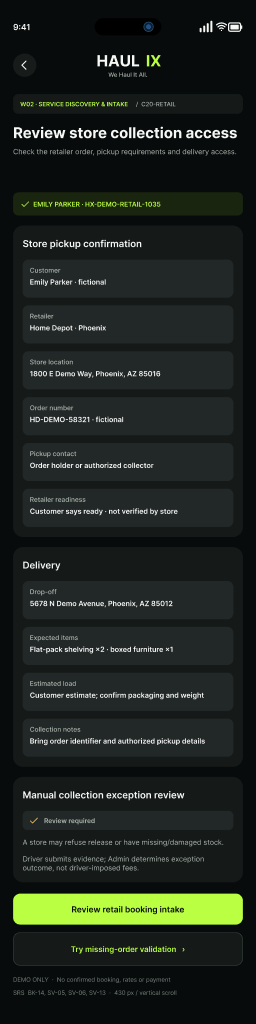 9:41
HAUL IX
We Haul It All.
W02 · SERVICE DISCOVERY & INTAKE / C20-RETAIL
Review store collection access
Check the retailer order, pickup requirements and delivery access.
EMILY PARKER · HX-DEMO-RETAIL-1035
Store pickup confirmation
Customer
Emily Parker · fictional
Retailer
Home Depot · Phoenix
Store location
1800 E Demo Way, Phoenix, AZ 85016
Order number
HD-DEMO-58321 · fictional
Pickup contact
Order holder or authorized collector
Retailer readiness
Customer says ready · not verified by store
Delivery
Drop-off
5678 N Demo Avenue, Phoenix, AZ 85012
Expected items
Flat-pack shelving ×2 · boxed furniture ×1
Estimated load
Customer estimate; confirm packaging and weight
Collection notes
Bring order identifier and authorized pickup details
Manual collection exception review
Review required
A store may refuse release or have missing/damaged stock.
Driver submits evidence; Admin determines exception
outcome, not driver-imposed fees.
Review retail booking intake
Try missing-order validation ›
DEMO ONLY · No confirmed booking, rates or payment
SRS BK-14, SV-05, SV-06, SV-13 · 430 px / vertical scroll